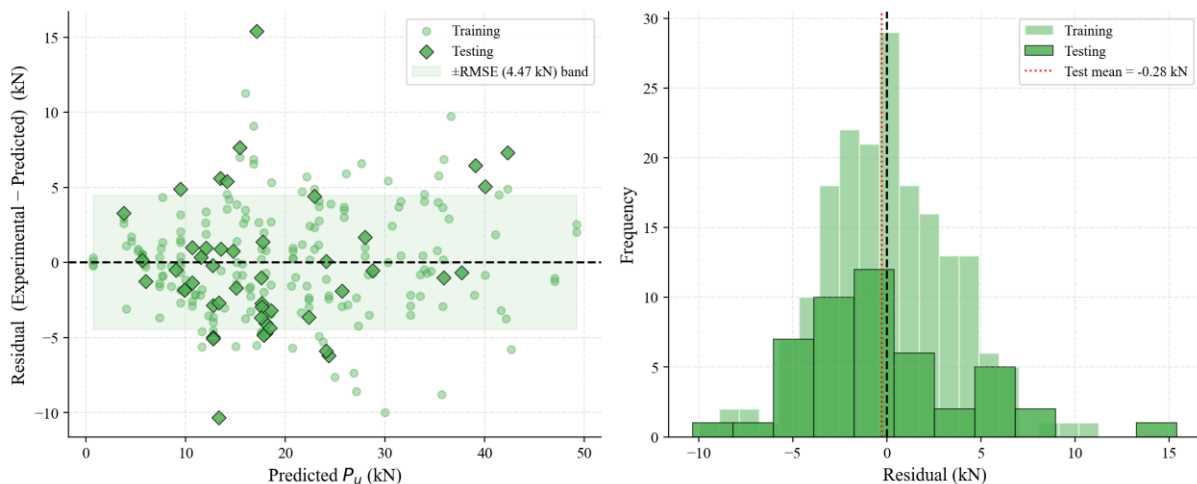 Residual (Experimental − Predicted) (kN)
15
10
5
0
−5
−10
Training
Testing
±RMSE (4.47 kN) band
0
10
20
30
40
50
Predicted P_u (kN)
Frequency
30
25
20
15
10
5
0
Training
Testing
Test mean = -0.28 kN
−10
−5
0
5
10
15
Residual (kN)